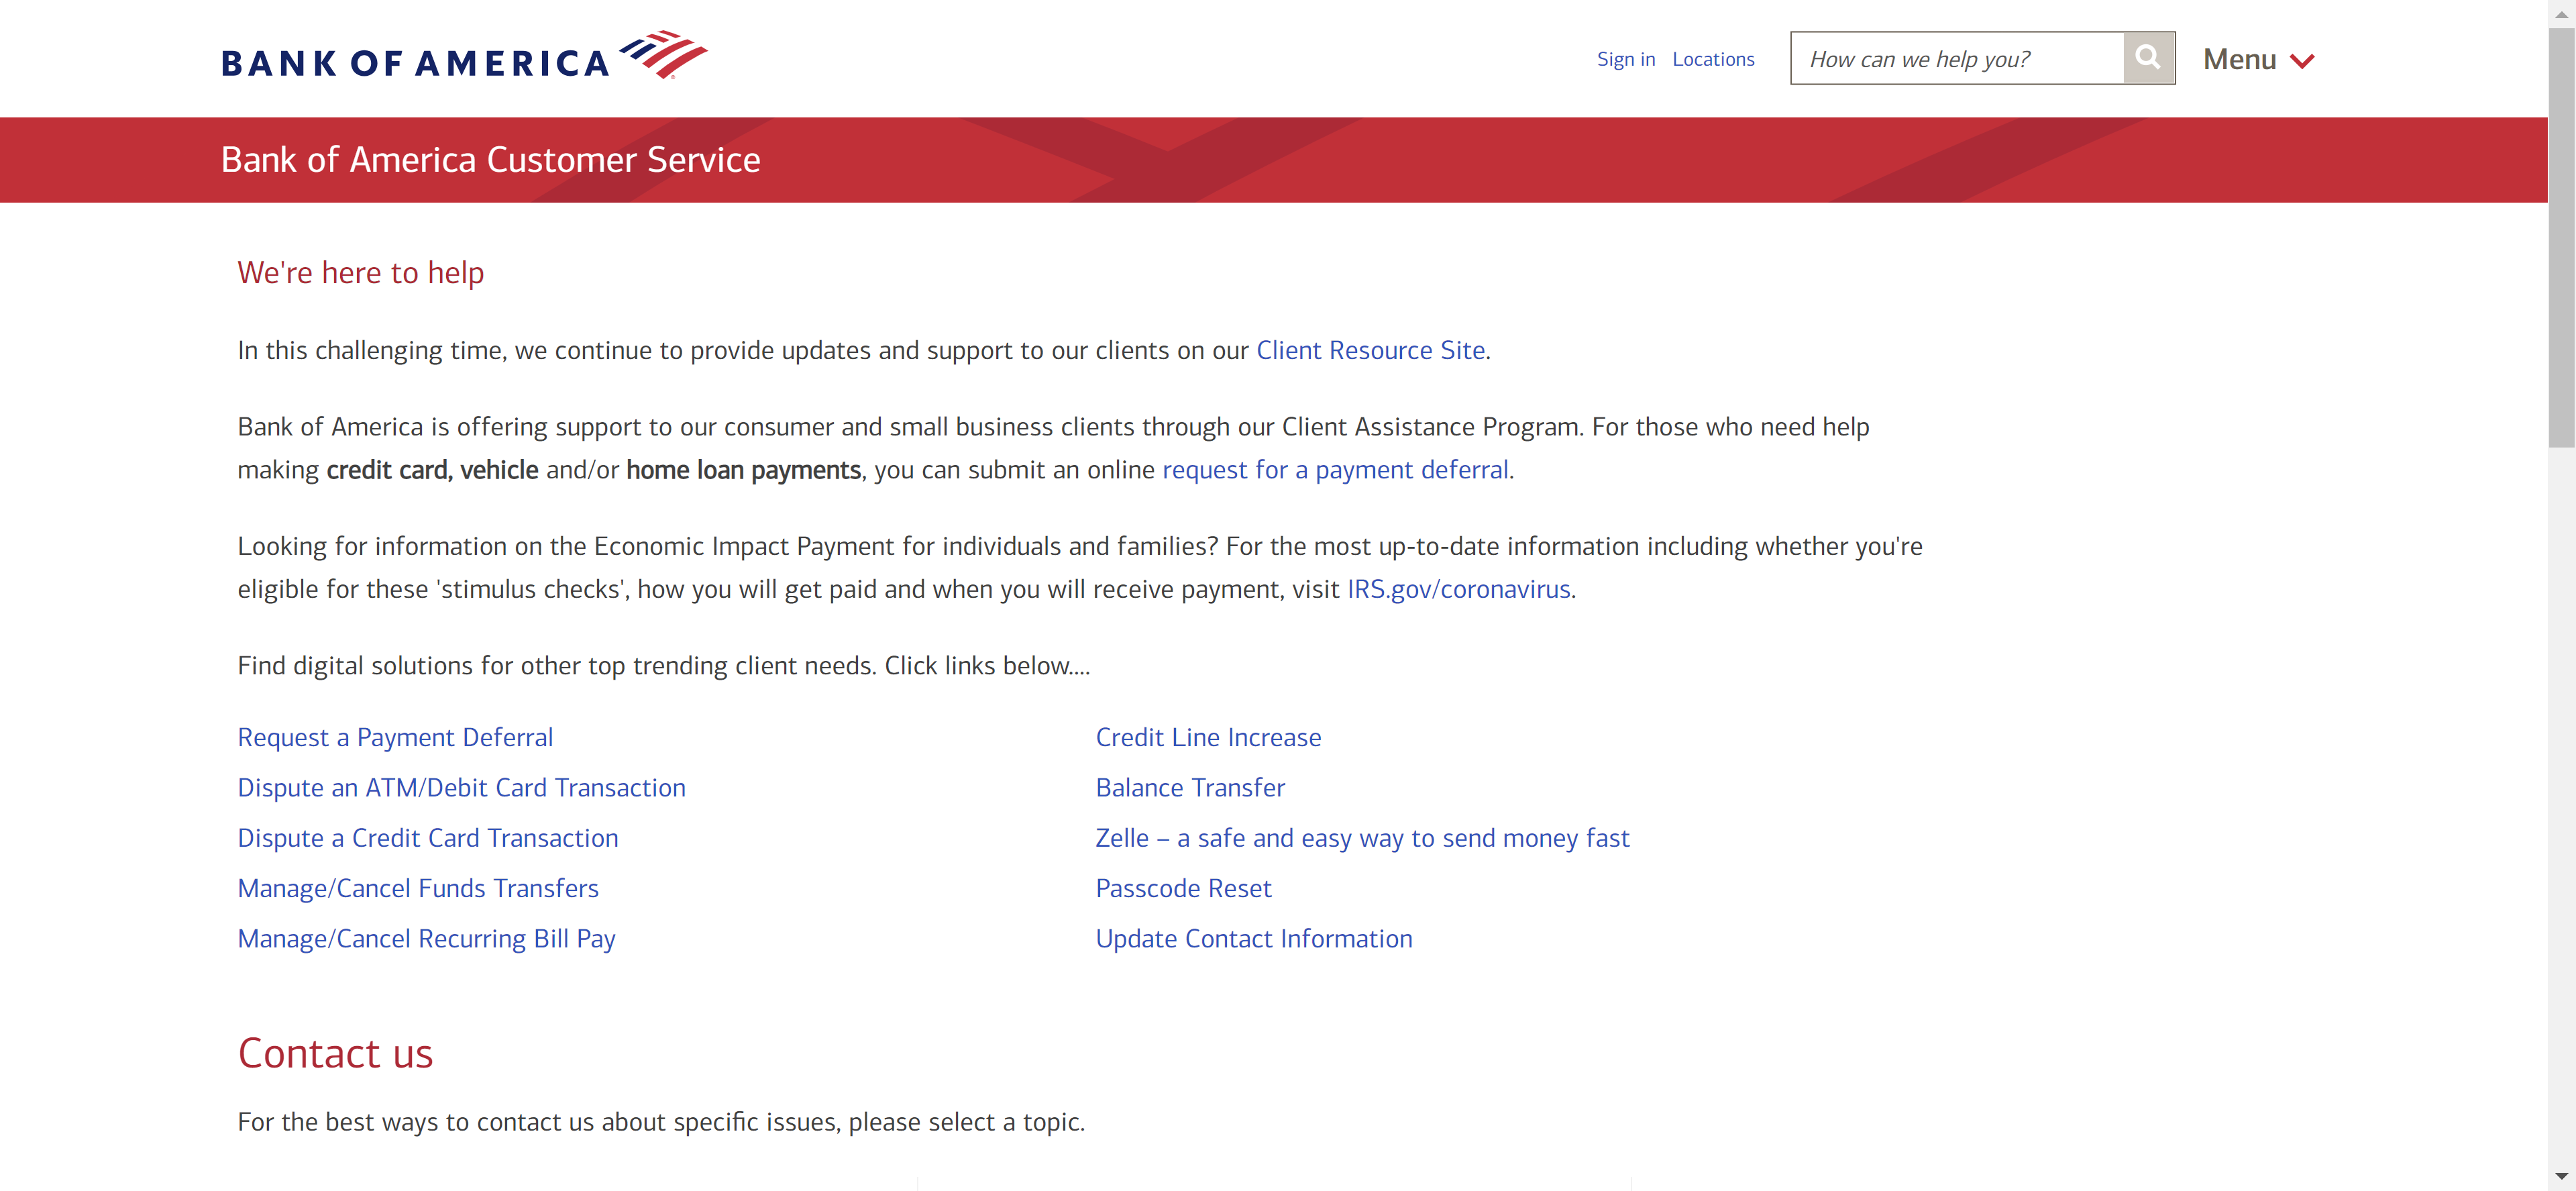 BANK OF AMERICA
Sign in Locations How can we help you? Menu
Bank of America Customer Service
We're here to help
In this challenging time, we continue to provide updates and support to our clients on our Client Resource Site.
Bank of America is offering support to our consumer and small business clients through our Client Assistance Program. For those who need help
making credit card, vehicle and/or home loan payments, you can submit an online request for a payment deferral.
Looking for information on the Economic Impact Payment for individuals and families? For the most up-to-date information including whether you're
eligible for these 'stimulus checks', how you will get paid and when you will receive payment, visit IRS.gov/coronavirus.
Find digital solutions for other top trending client needs. Click links below....
Request a Payment Deferral
Dispute an ATM/Debit Card Transaction
Dispute a Credit Card Transaction
Manage/Cancel Funds Transfers
Manage/Cancel Recurring Bill Pay
Credit Line Increase
Balance Transfer
Zelle – a safe and easy way to send money fast
Passcode Reset
Update Contact Information
Contact us
For the best ways to contact us about specific issues, please select a topic.